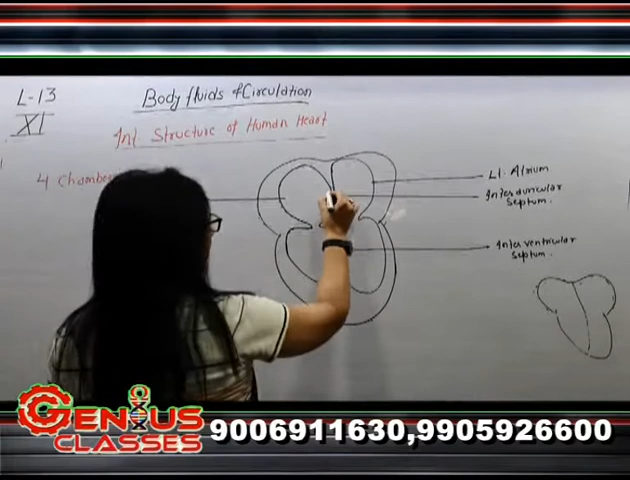 L-13
XI
Body fluids & Circulation
Int. Structure of Human Heart
4 Chambe
Lt. Atrium
Interauricular
Septum.
Interventricular
Septum.
GENIUS
CLASSES
9006911630,9905926600